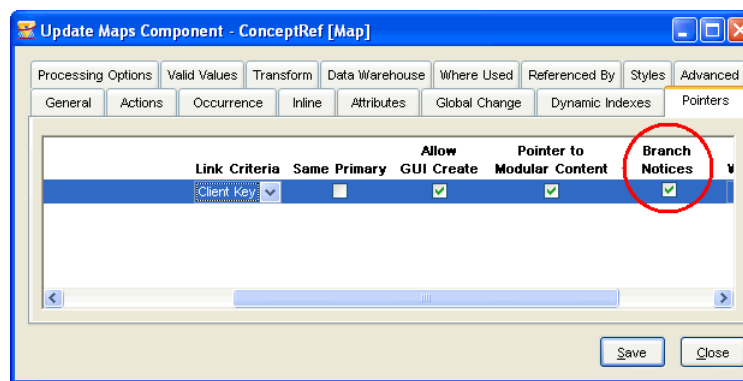 Update Maps Component - ConceptRef [Map]
Processing Options Valid Values Transform Data Warehouse Where Used Referenced By Styles Advanced
General Actions Occurrence Inline Attributes Global Change Dynamic Indexes Pointers
Allow Pointer to Branch
Link Criteria Same Primary GUI Create Modular Content Notices
Client Key
Save Close